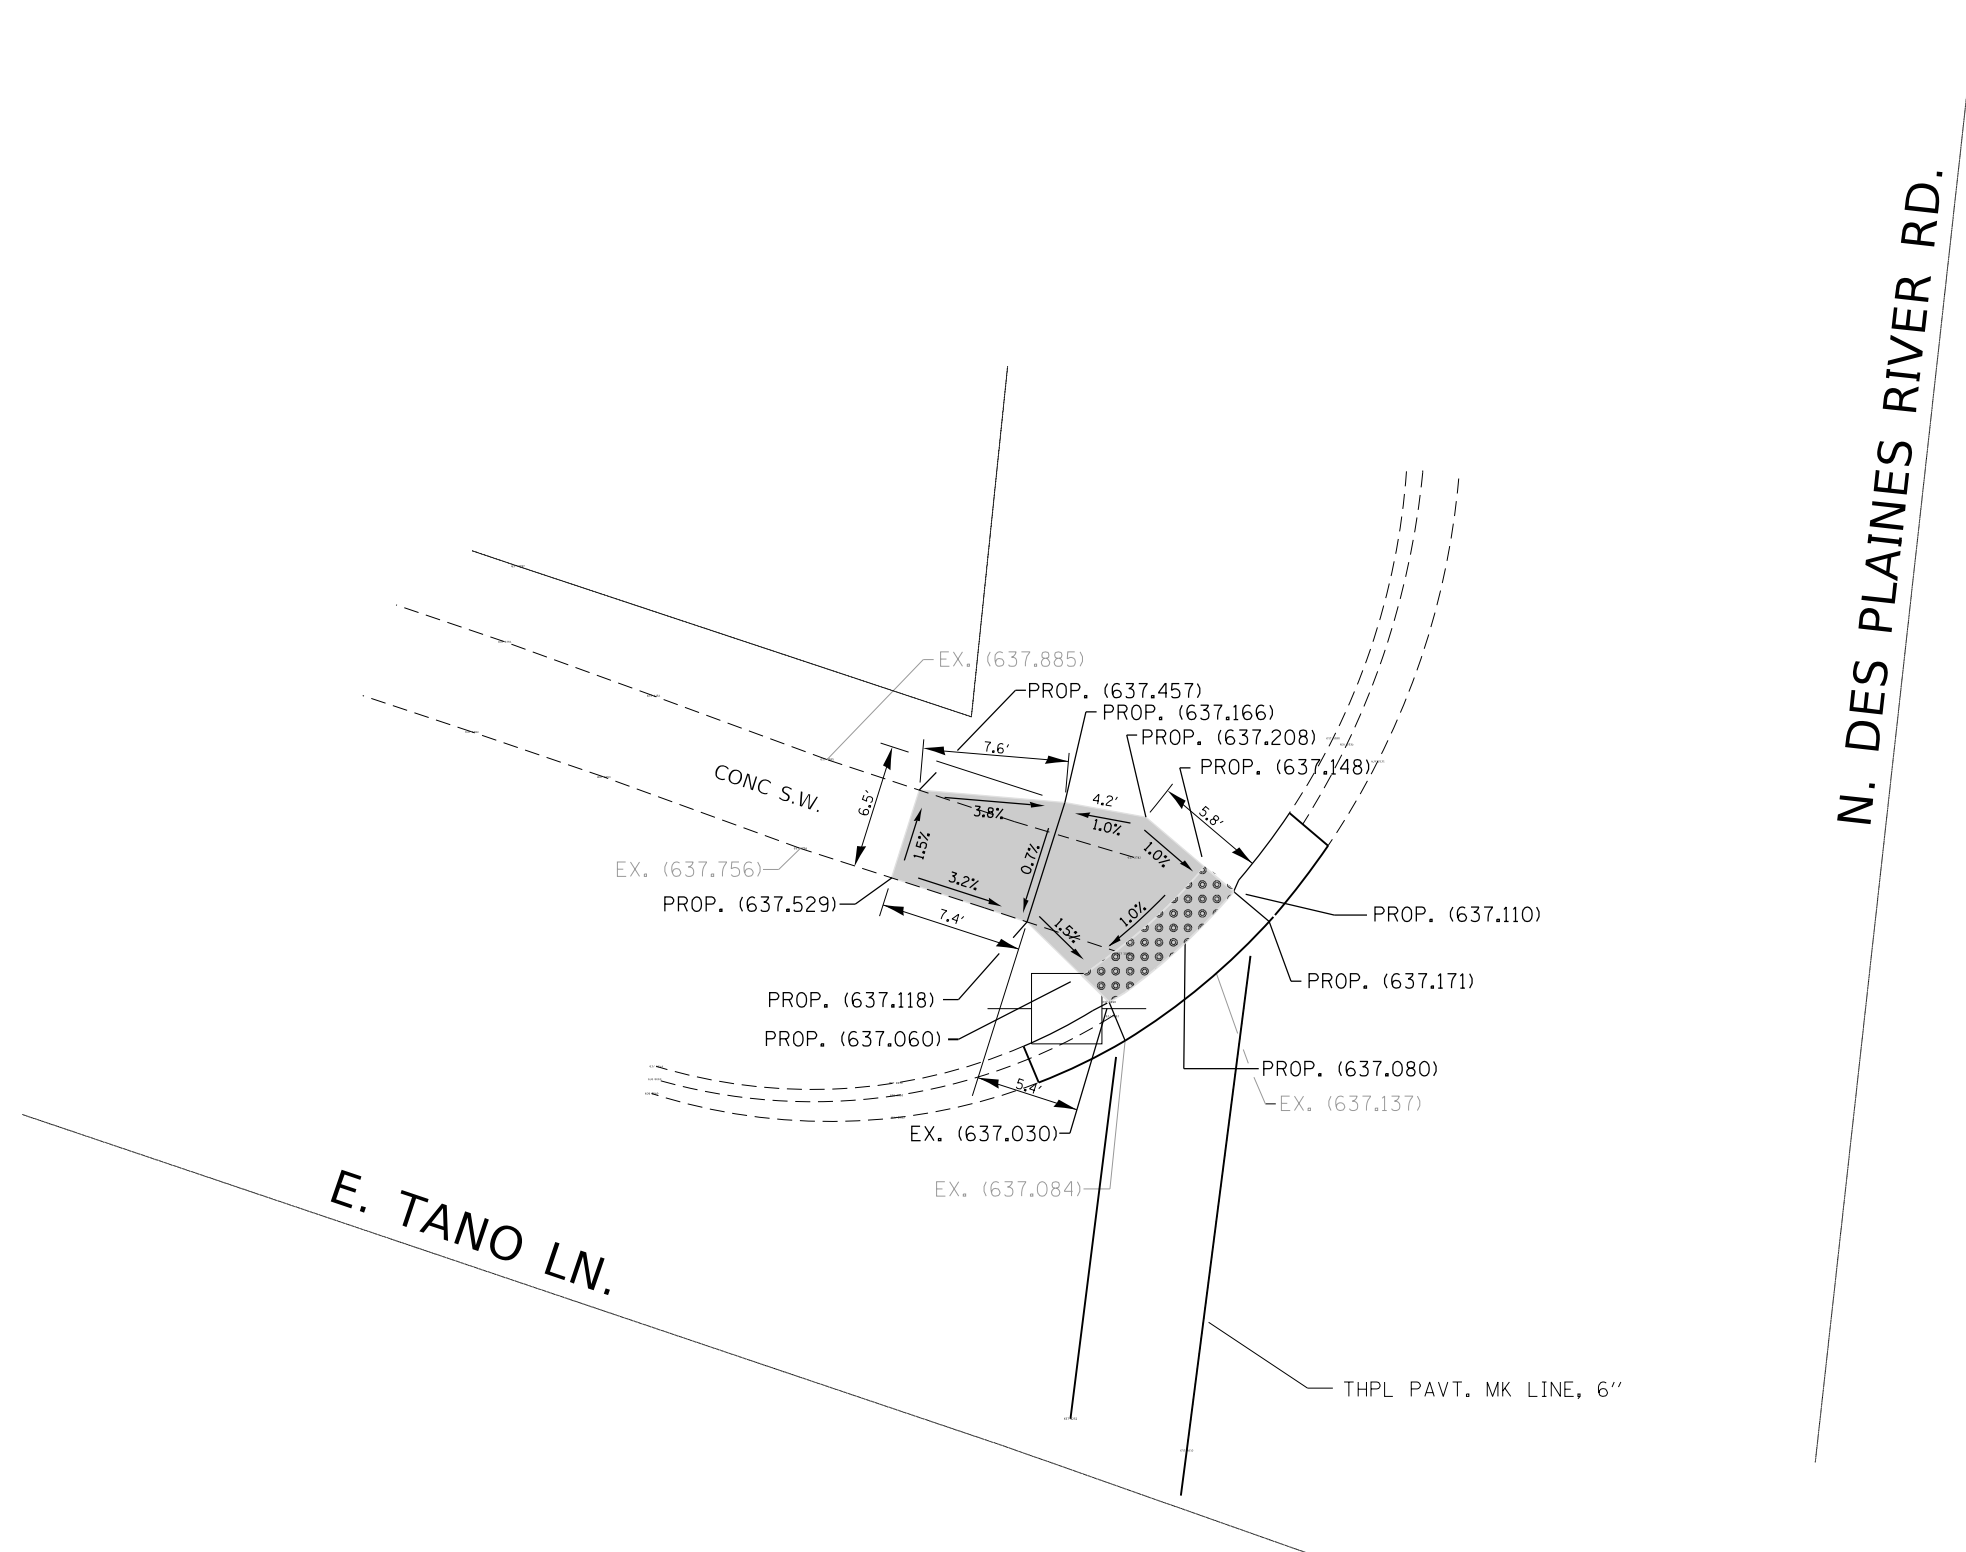 N. DES PLAINES RIVER RD.
EX. (637.885)
PROP. (637.457)
PROP. (637.166)
PROP. (637.208)
7.6'
PROP. (637.148)
CONC S.W.
6.5'
4.2'
5.8'
3.8%
1.0%
1.5%
0.7%
1.0%
EX. (637.756)
3.2%
PROP. (637.529)
7.4'
1.5%
1.0%
PROP. (637.110)
PROP. (637.171)
PROP. (637.118)
PROP. (637.060)
PROP. (637.080)
5.4'
EX. (637.137)
EX. (637.030)
EX. (637.084)
E. TANO LN.
THPL PAVT. MK LINE, 6''